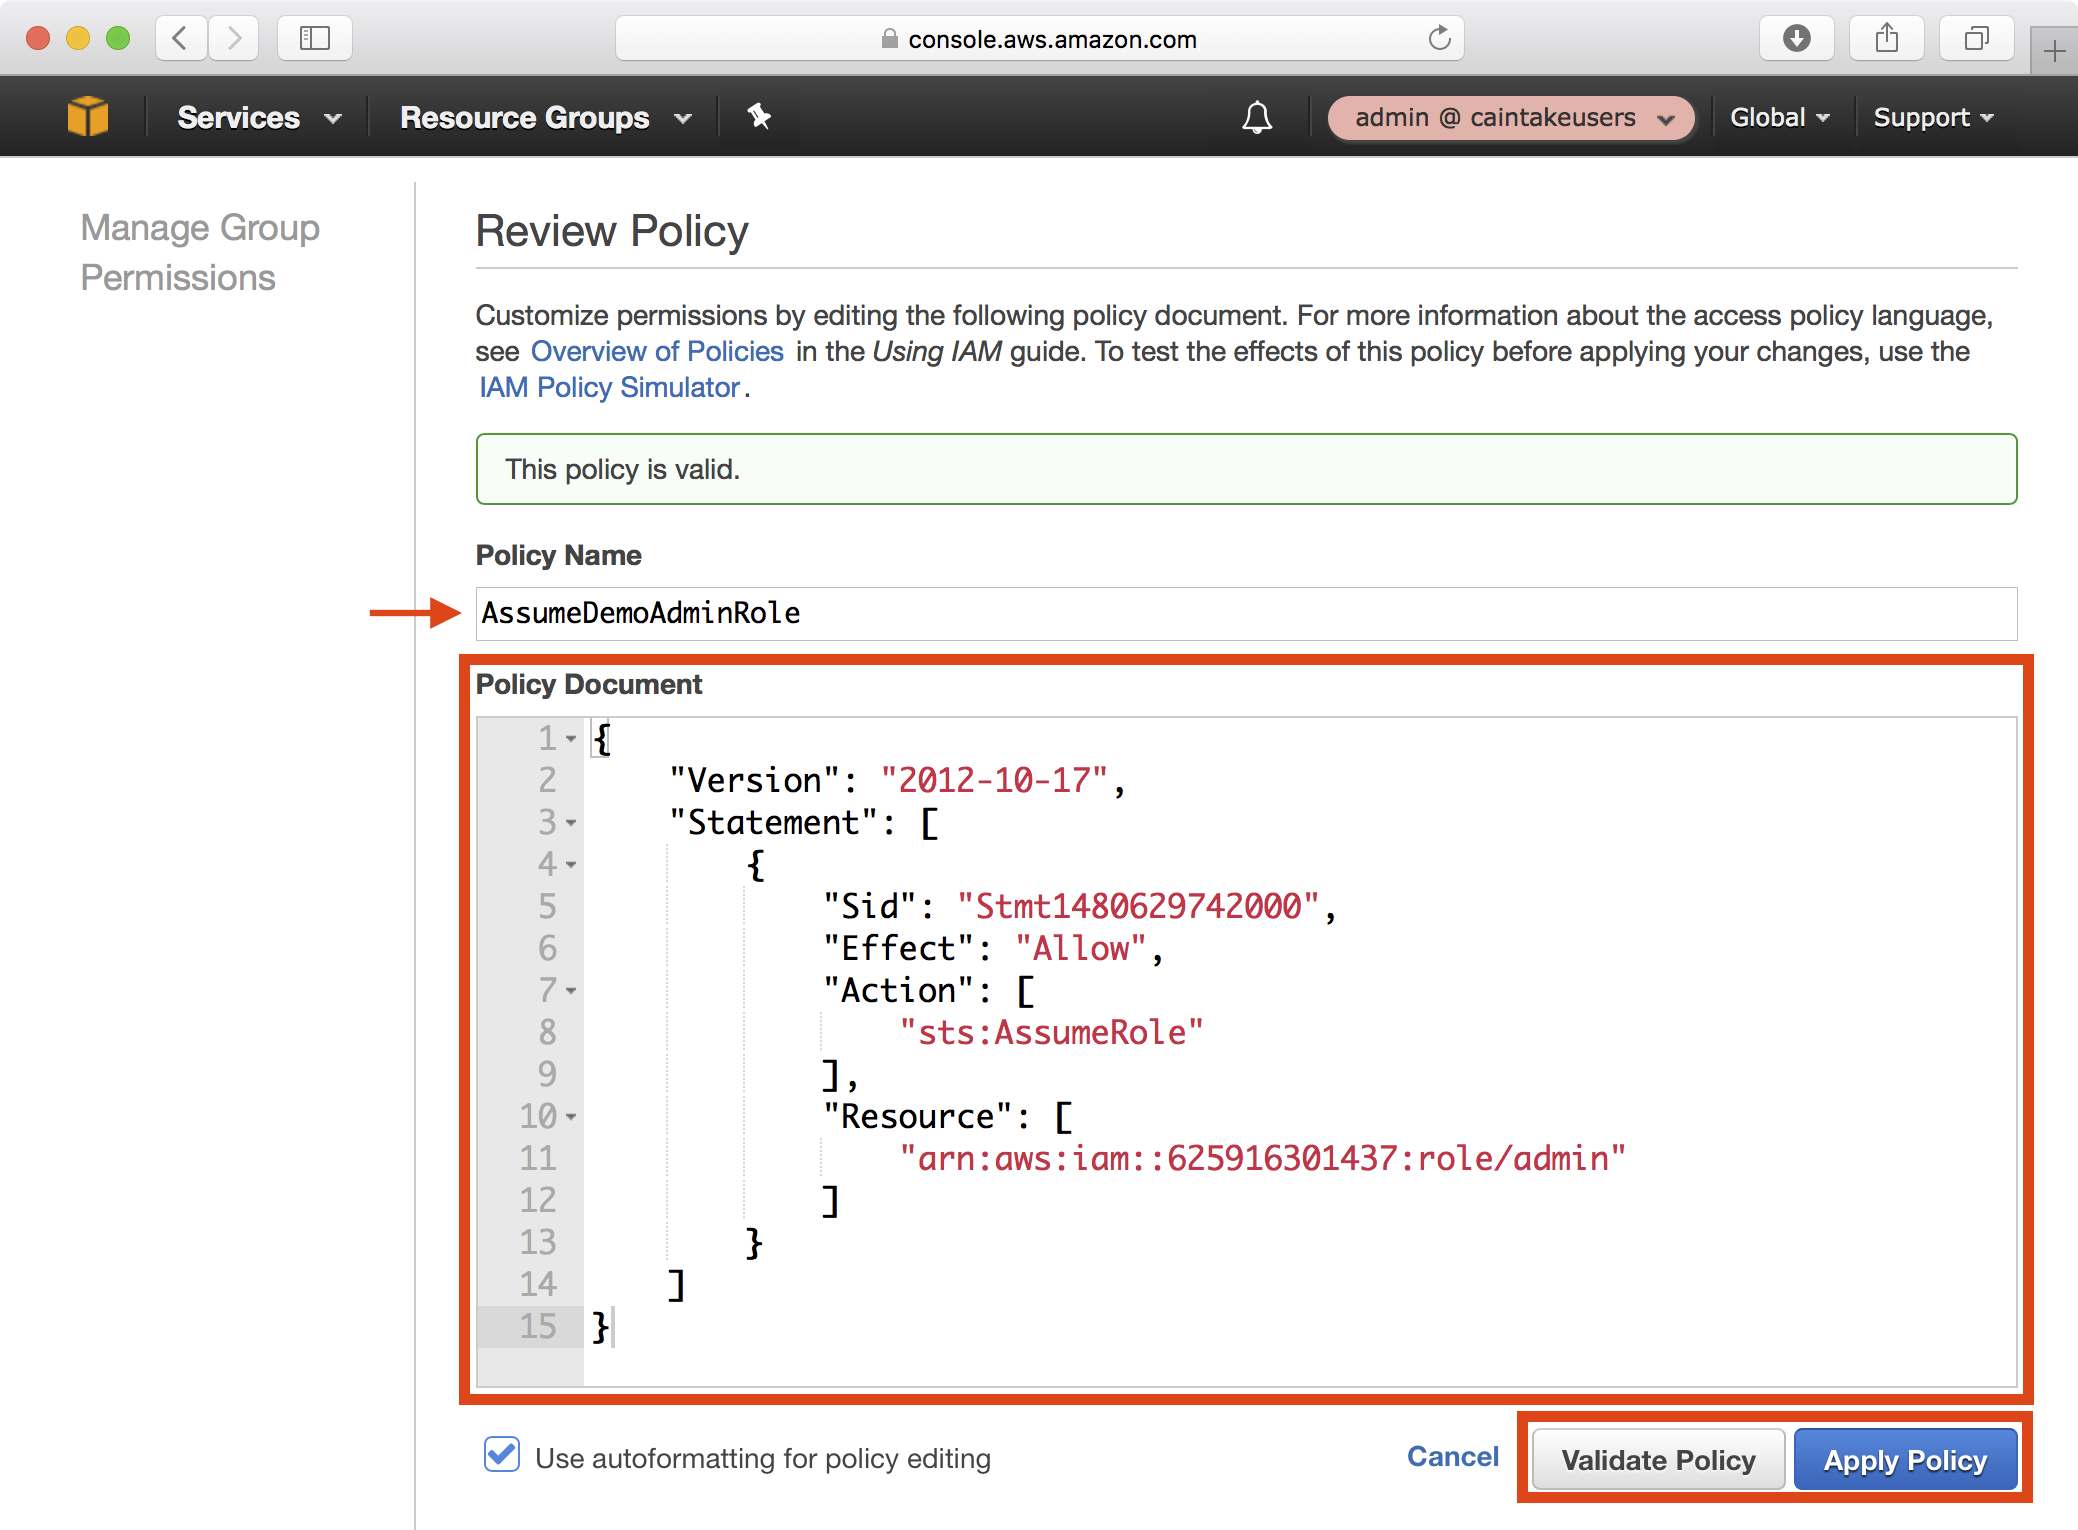 console.aws.amazon.com
Services
Resource Groups
admin @ caintakeusers
Global
Support
Manage Group
Permissions
Review Policy
Customize permissions by editing the following policy document. For more information about the access policy language,
see Overview of Policies in the Using IAM guide. To test the effects of this policy before applying your changes, use the
IAM Policy Simulator.
This policy is valid.
Policy Name
AssumeDemoAdminRole
Policy Document
1 {
2 "Version": "2012-10-17",
3 "Statement": [
4 {
5 "Sid": "Stmt1480629742000",
6 "Effect": "Allow",
7 "Action": [
8 "sts:AssumeRole"
9 ],
10 "Resource": [
11 "arn:aws:iam::625916301437:role/admin"
12 ]
13 }
14 ]
15 }
Use autoformatting for policy editing
Cancel
Validate Policy
Apply Policy